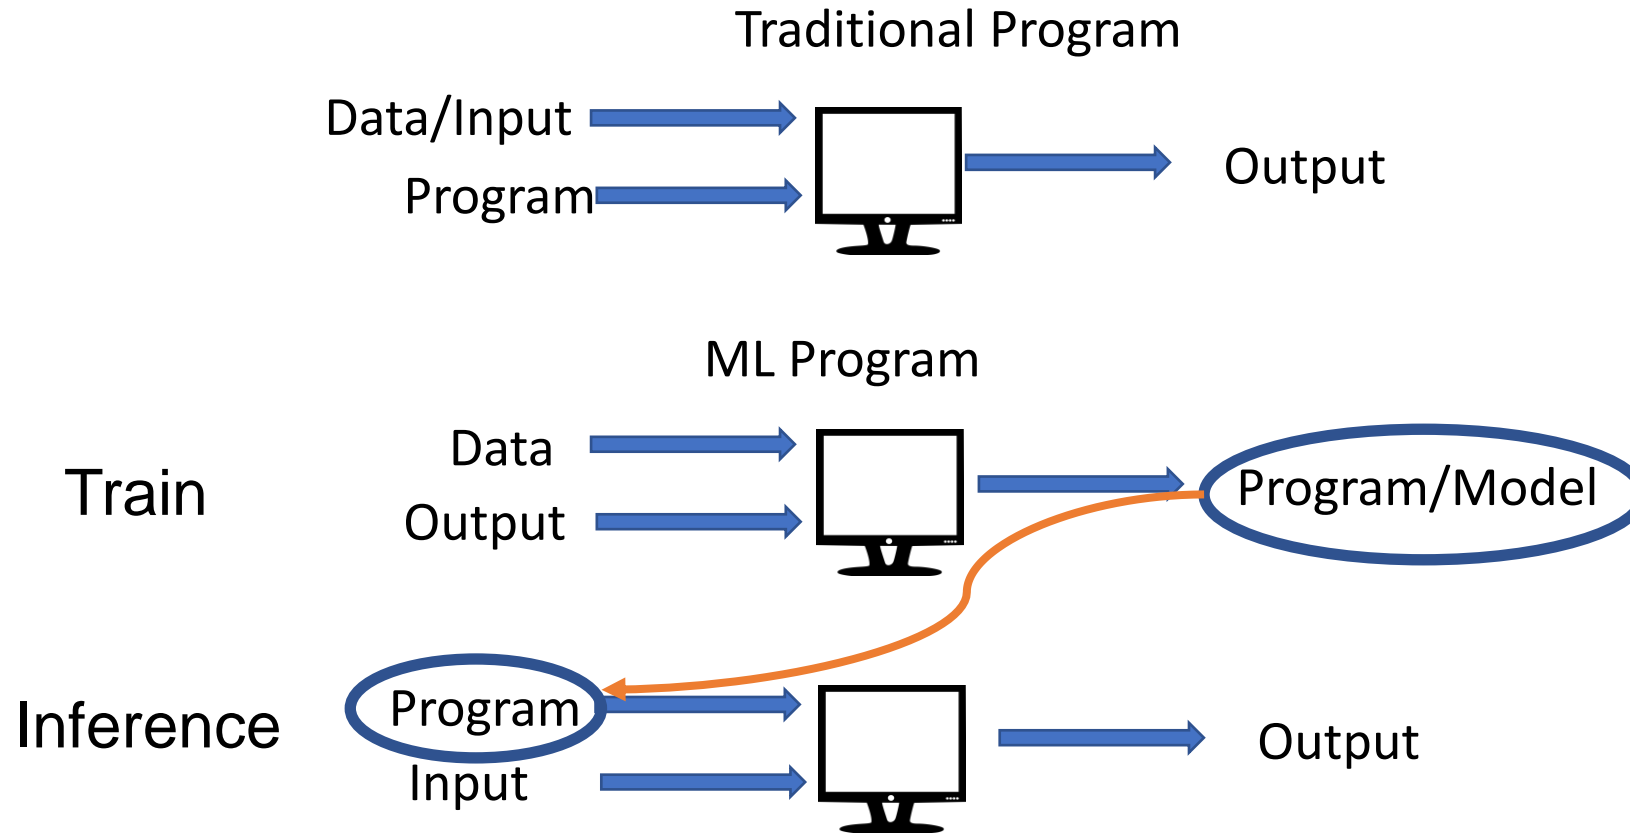 Traditional Program
Data/Input
Program
Output
ML Program
Train
Data
Output
Program/Model
Inference
Program
Input
Output